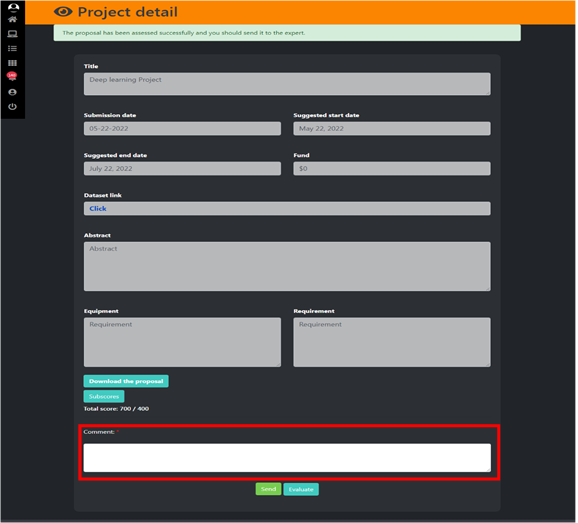 Project detail
The proposal has been assessed successfully and you should send it to the expert.
Title
Deep learning Project
Submission date
Suggested start date
05-22-2022
May 22, 2022
Suggested end date
Fund
July 22, 2022
$0
Dataset link
Click
Abstract
Abstract
Equipment
Requirement
Requirement
Requirement
Download the proposal
Subscores
Total score: 700 / 400
Comment: *
Send
Evaluate